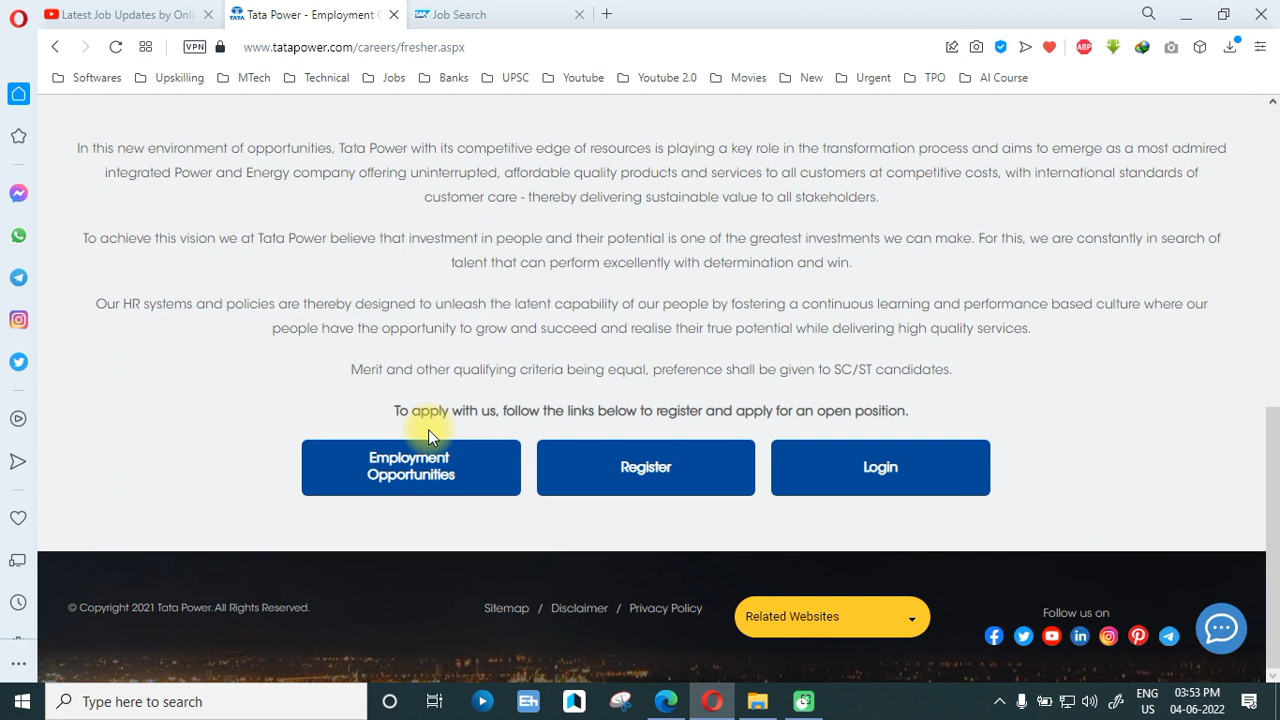 Latest Job Updates by Onli
TATA
Tata Power - Employment O
SAP
Job Search
VPN
www.tatapower.com/careers/fresher.aspx
ABP
Softwares
Upskilling
MTech
Technical
Jobs
Banks
UPSC
Youtube
Youtube 2.0
Movies
New
Urgent
TPO
AI Course
In this new environment of opportunities, Tata Power with its competitive edge of resources is playing a key role in the transformation process and aims to emerge as a most admired
integrated Power and Energy company offering uninterrupted, affordable quality products and services to all customers at competitive costs, with international standards of
customer care - thereby delivering sustainable value to all stakeholders.
To achieve this vision we at Tata Power believe that investment in people and their potential is one of the greatest investments we can make. For this, we are constantly in search of
talent that can perform excellently with determination and win.
Our HR systems and policies are thereby designed to unleash the latent capability of our people by fostering a continuous learning and performance based culture where our
people have the opportunity to grow and succeed and realise their true potential while delivering high quality services.
Merit and other qualifying criteria being equal, preference shall be given to SC/ST candidates.
To apply with us, follow the links below to register and apply for an open position.
Employment
Opportunities
Register
Login
© Copyright 2021 Tata Power. All Rights Reserved.
Sitemap / Disclaimer / Privacy Policy
Related Websites
Follow us on
Type here to search
Eh
ENG
US
03:53 PM
04-06-2022